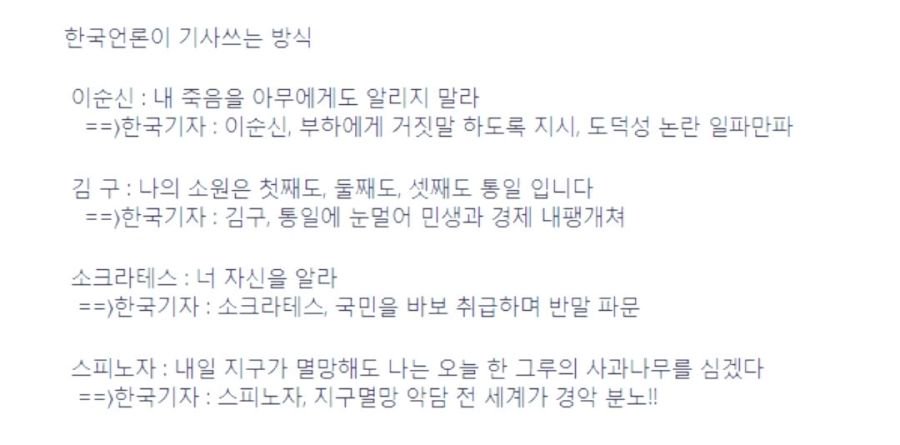 한국언론이 기사쓰는 방식
이순신 : 내 죽음을 아무에게도 알리지 말라
==)한국기자 : 이순신, 부하에게 거짓말 하도록 지시, 도덕성 논란 일파만파
김 구 : 나의 소원은 첫째도, 둘째도, 셋째도 통일 입니다
==)한국기자 : 김구, 통일에 눈멀어 민생과 경제 내팽개쳐
소크라테스 : 너 자신을 알라
==)한국기자 : 소크라테스, 국민을 바보 취급하며 반말 파문
스피노자 : 내일 지구가 멸망해도 나는 오늘 한 그루의 사과나무를 심겠다
==)한국기자 : 스피노자, 지구멸망 악담 전 세계가 경악 분노!!